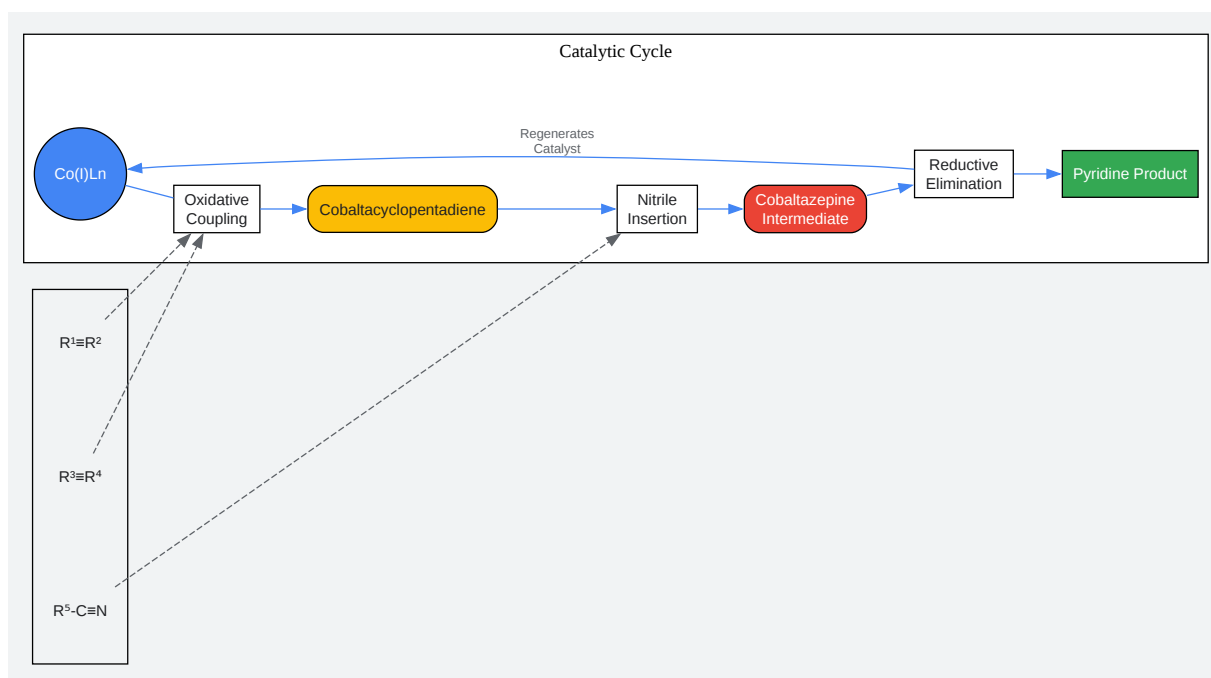 Catalytic Cycle
Regenerates
Catalyst
Co(I)Ln
Oxidative
Coupling
Cobaltacyclopentadiene
Nitrile
Insertion
Cobaltazepine
Intermediate
Reductive
Elimination
Pyridine Product
R¹≡R²
R³≡R⁴
R⁵-C≡N